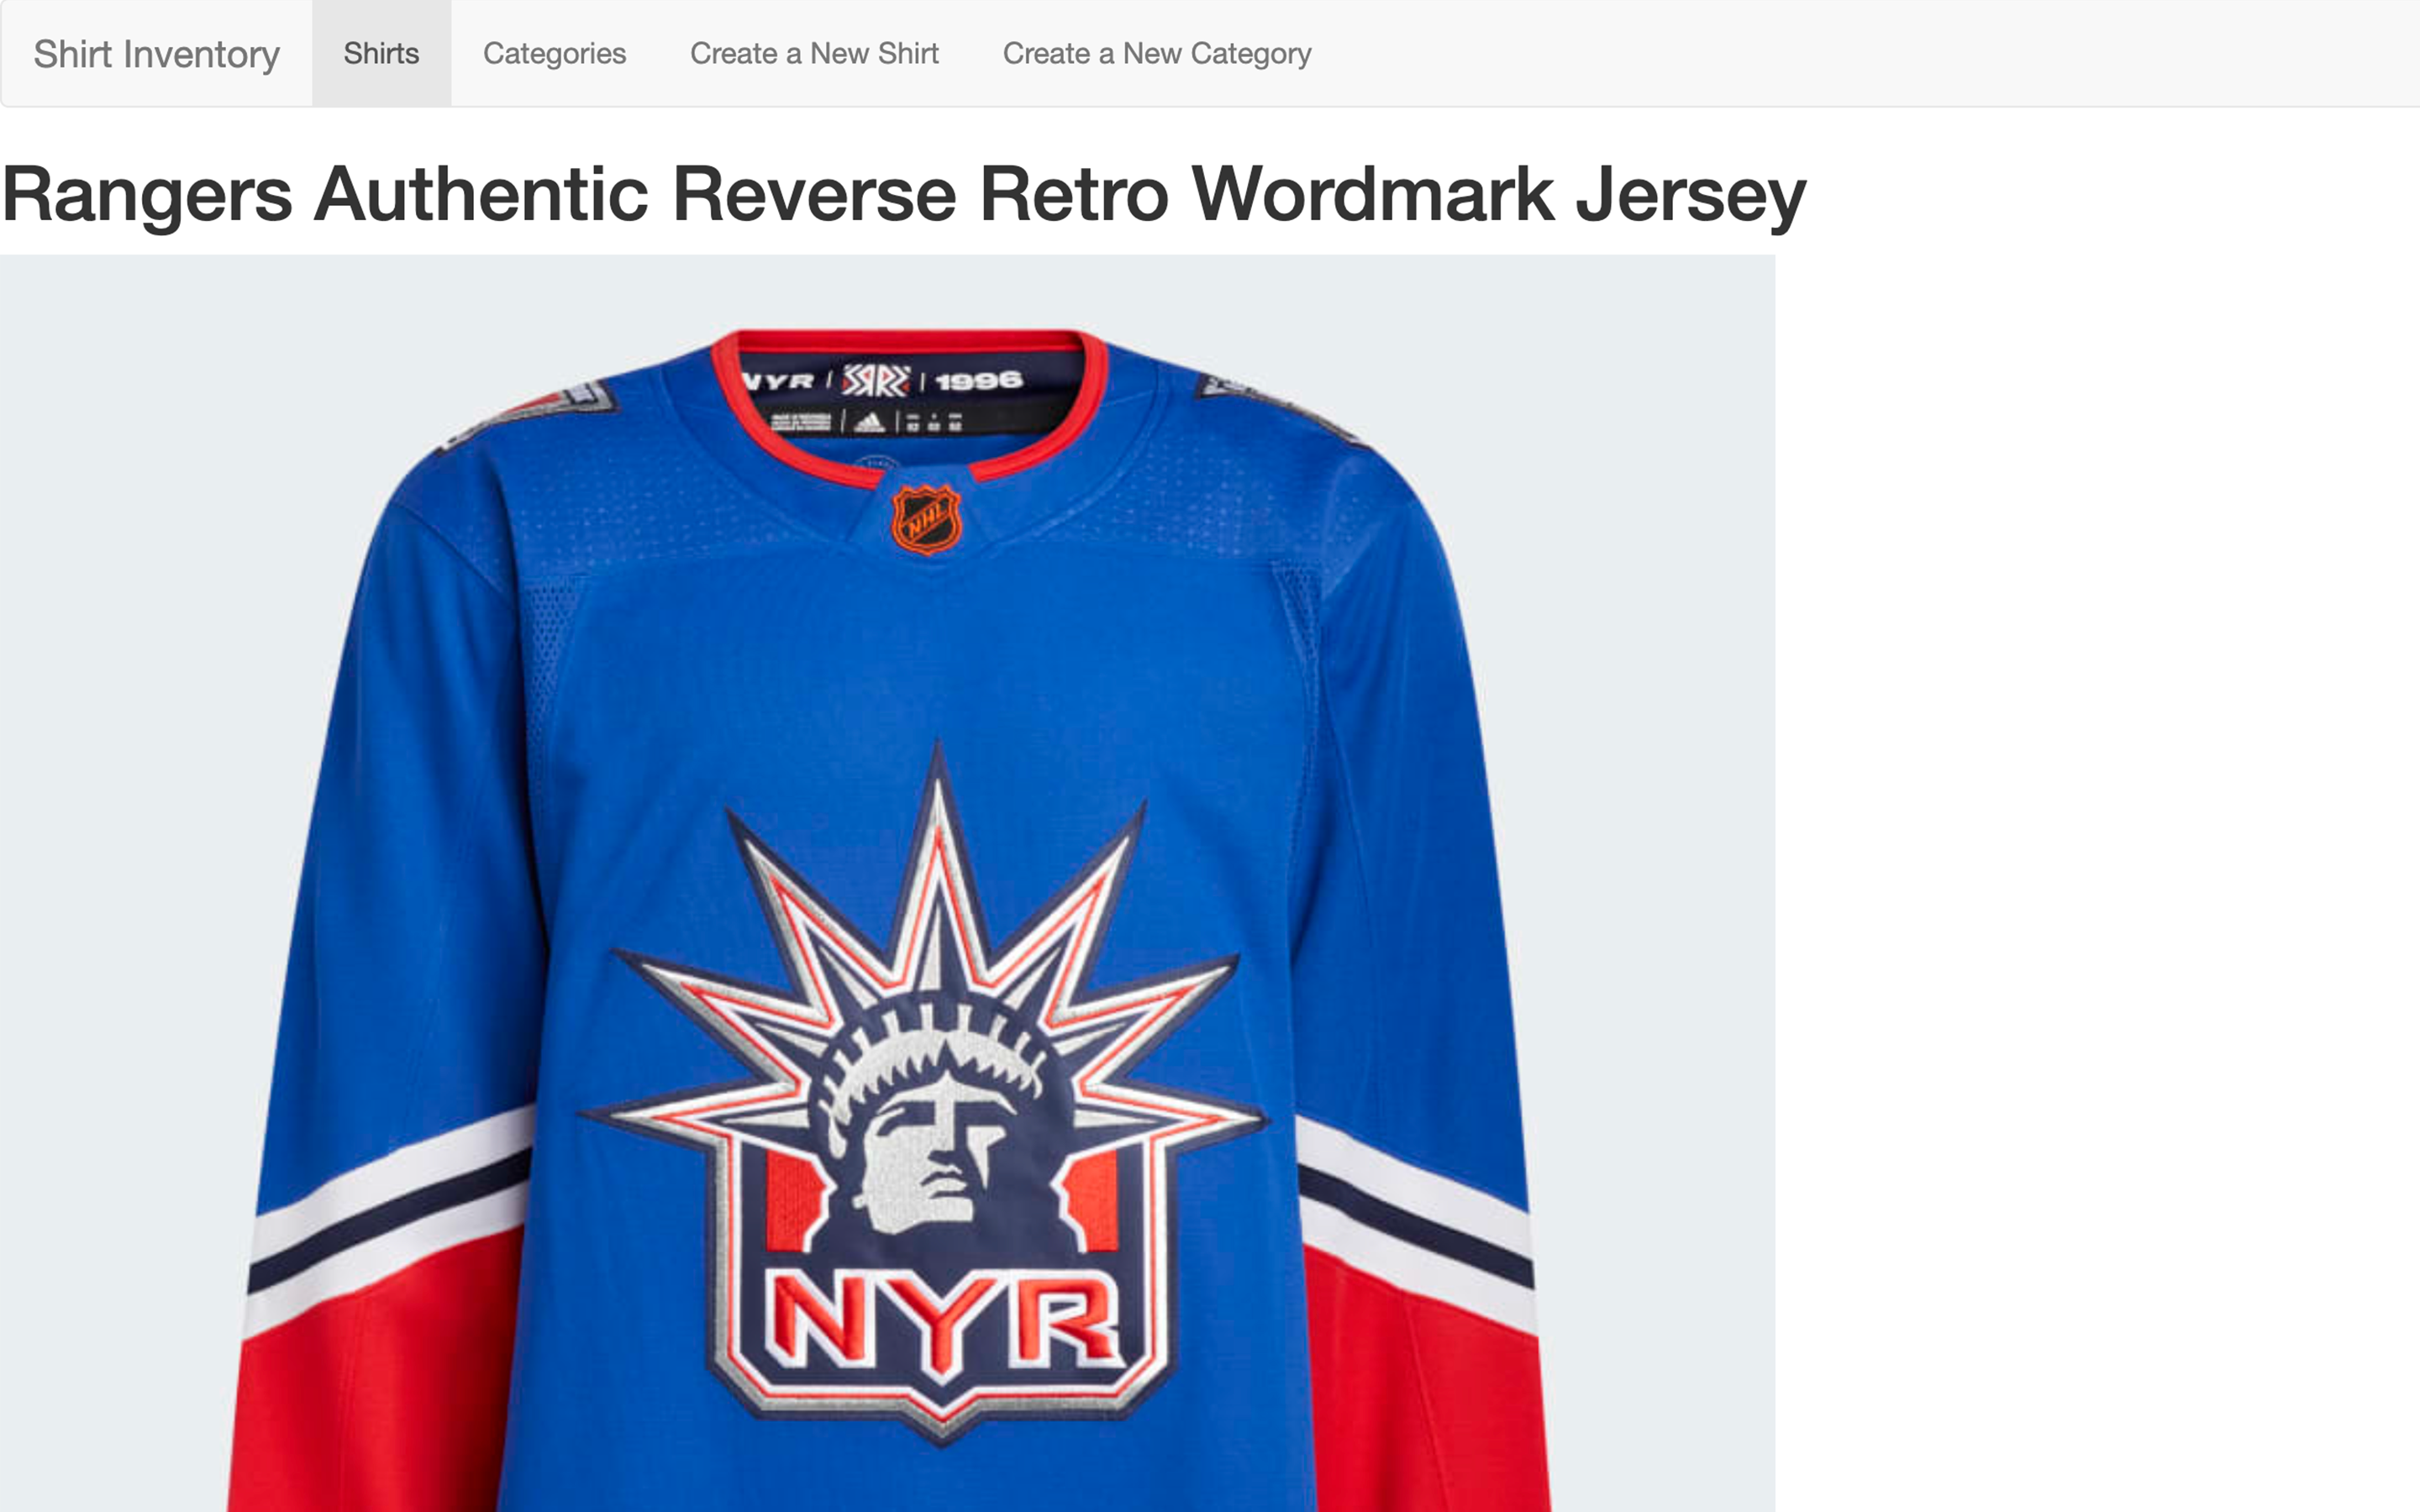 Shirt Inventory Shirts Categories Create a New Shirt Create a New Category
Rangers Authentic Reverse Retro Wordmark Jersey
NYR | RR | 1996
NHL
NYR